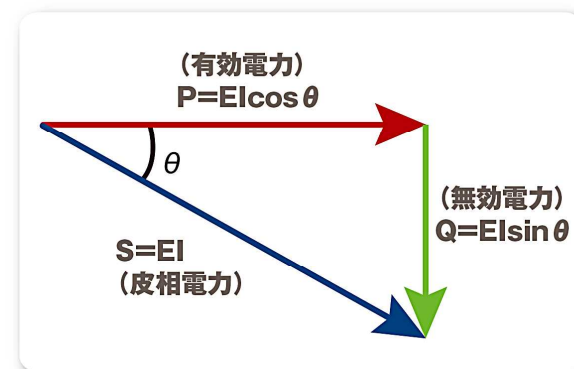 （有効電力）
P=EIcosθ
θ
（無効電力）
Q=EIsinθ
S=EI
（皮相電力）